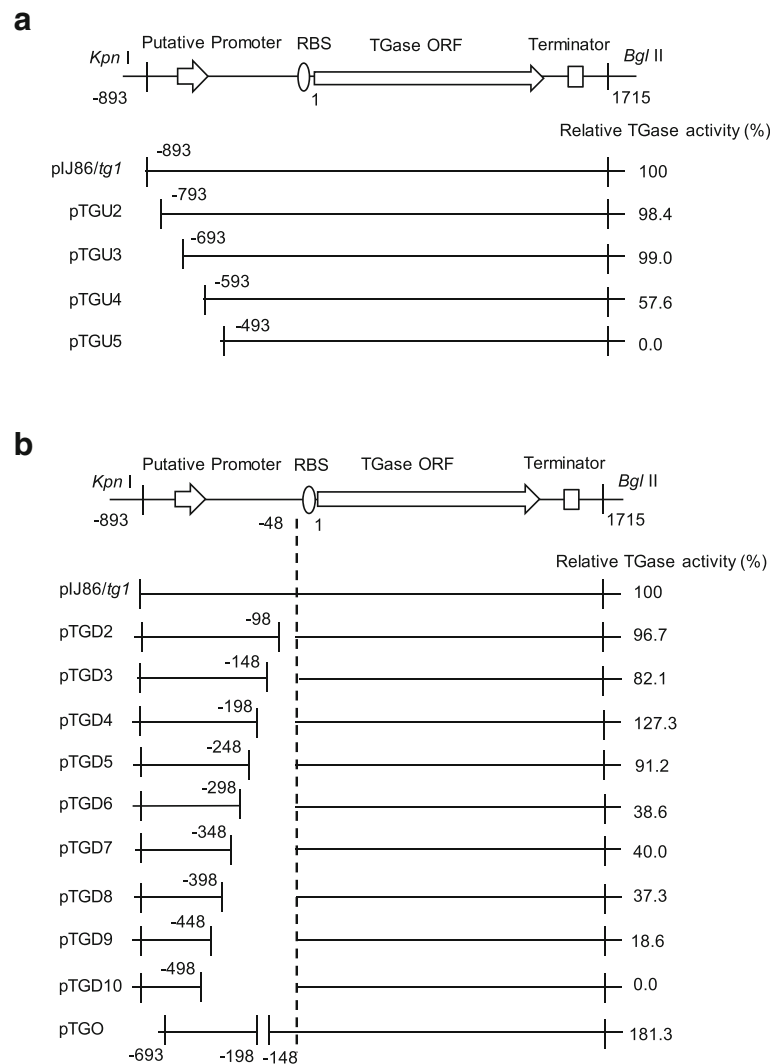 a
Putative Promoter RBS TGase ORF Terminator
Kpn I Bgl II
-893 1 1715
Relative TGase activity (%)
pIJ86/tg1 -893 100
pTGU2 -793 98.4
pTGU3 -693 99.0
pTGU4 -593 57.6
pTGU5 -493 0.0
b
Putative Promoter RBS TGase ORF Terminator
Kpn I Bgl II
-893 -48 1 1715
Relative TGase activity (%)
pIJ86/tg1 100
pTGD2 -98 96.7
pTGD3 -148 82.1
pTGD4 -198 127.3
pTGD5 -248 91.2
pTGD6 -298 38.6
pTGD7 -348 40.0
pTGD8 -398 37.3
pTGD9 -448 18.6
pTGD10 -498 0.0
pTGO 181.3
-693 -198 -148